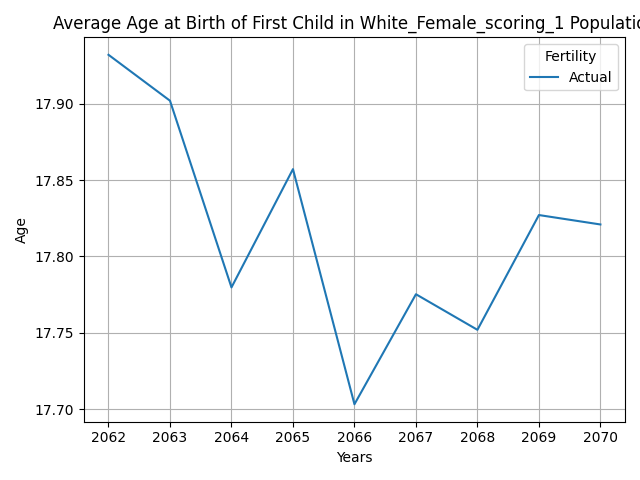 Average Age at Birth of First Child in White_Female_scoring_1 Populatio
Fertility
Actual
17.90
17.85
17.80
17.75
17.70
Age
2062 2063 2064 2065 2066 2067 2068 2069 2070
Years